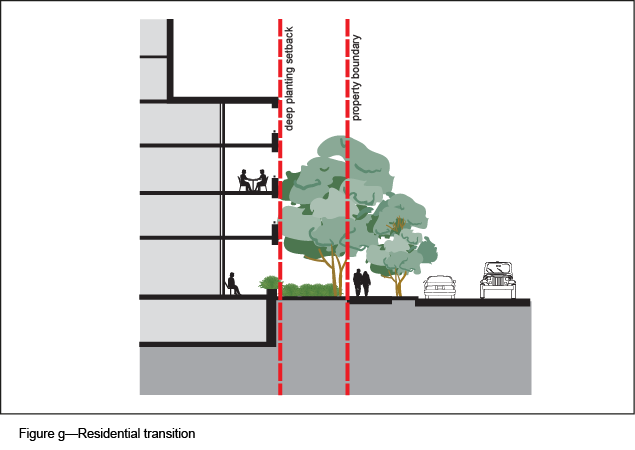 deep planting setback
property boundary
Figure g—Residential transition